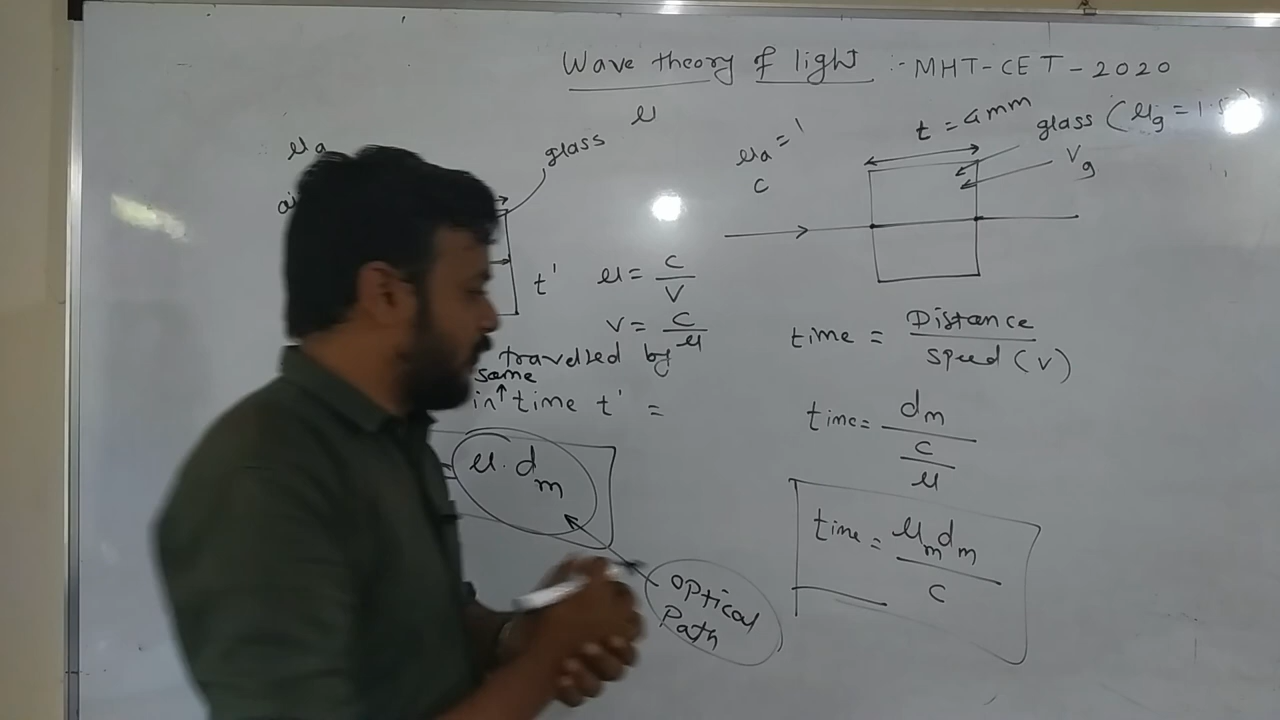 Wave theory of light :- MHT-CET-2020
μ
μa
glass
t'
μ = c/v
v = c/μ
travelled by
same
in↑ time t' =
μ.dm
optical
Path
t = 4mm
glass (μg = 1.5)
μa = 1
c
Vg
time = Distance/speed (v)
time = dm/(c/μ)
time = μm dm/c